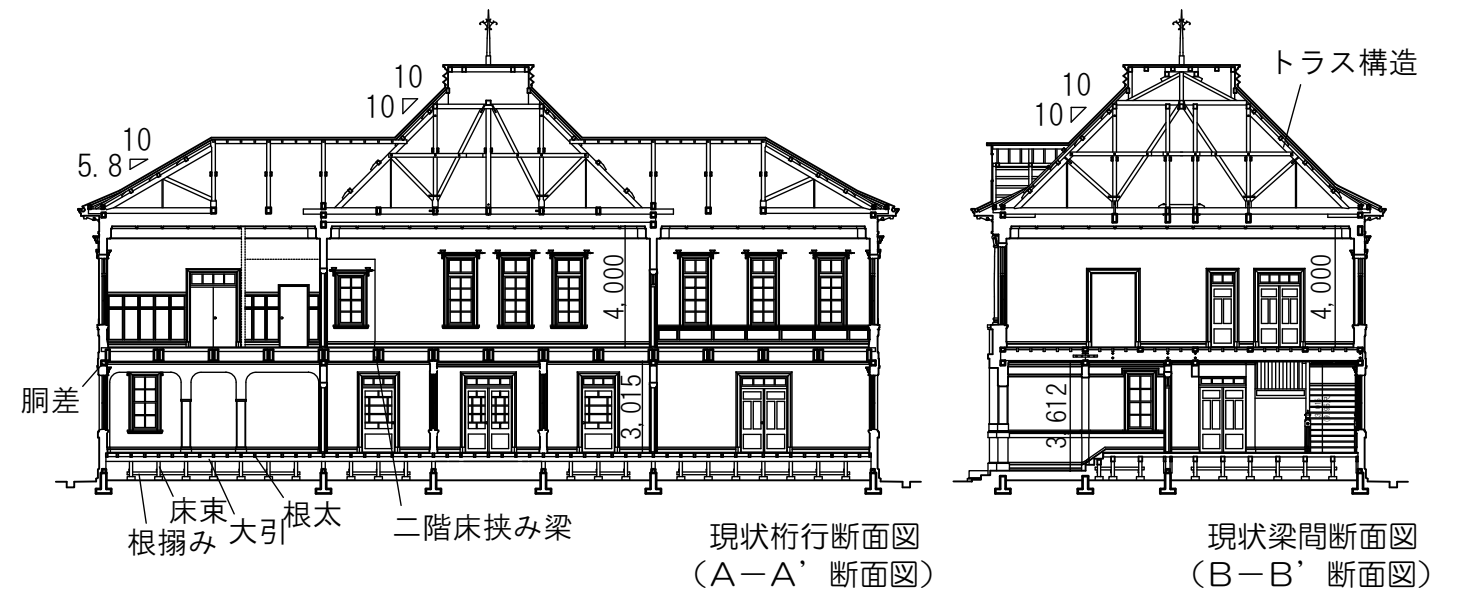 10
10
10
5.8
4,000
3,015
胴差
床束
根太
根搦み
大引
二階床挟み梁
現状桁行断面図
(A-A’断面図)
トラス構造
10
10
4,000
3,612
現状梁間断面図
(B-B’断面図)